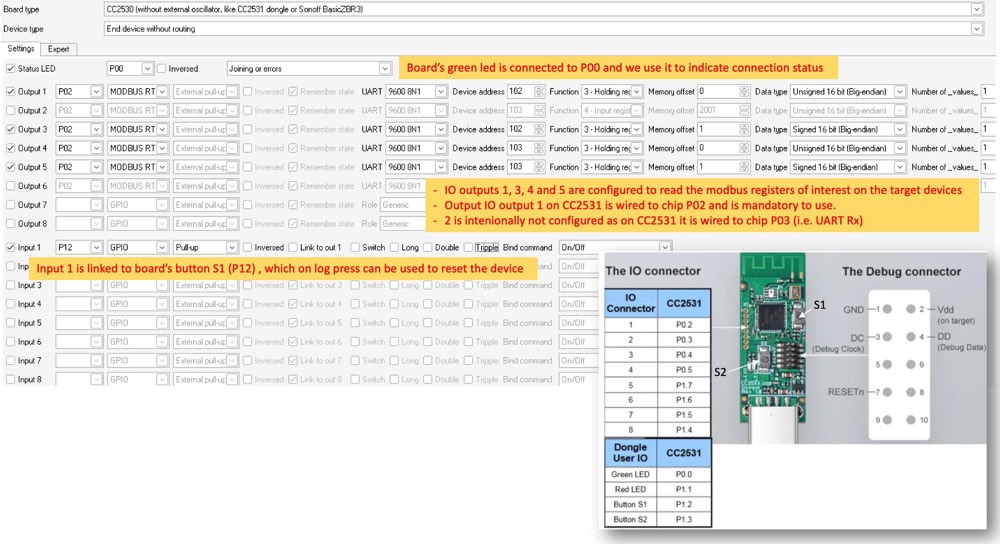 Board type CC2530 (without external oscillator, like CC2531 dongle or Sonoff BasicZBR3)
Device type End device without routing
Settings Expert
Status LED P00 Inversed Joining or errors
Board's green led is connected to P00 and we use it to indicate connection status
Output 1 P02 MODBUS RT External pull-up Inversed Remember state UART 9600 8N1 Device address 102 Function 3 - Holding reg Memory offset 0 Data type Unsigned 16 bit (Big-endian) Number of _values_ 1
Output 2 P02 MODBUS RT External pull-up Inversed Remember state UART 9600 8N1 Device address 103 Function 4 - Input regist Memory offset 2001 Data type Unsigned 16 bit (Big-endian) Number of _values_ 1
Output 3 P02 MODBUS RT External pull-up Inversed Remember state UART 9600 8N1 Device address 102 Function 3 - Holding reg Memory offset 1 Data type Signed 16 bit (Big-endian) Number of _values_ 1
Output 4 P02 MODBUS RT External pull-up Inversed Remember state UART 9600 8N1 Device address 103 Function 3 - Holding reg Memory offset 0 Data type Unsigned 16 bit (Big-endian) Number of _values_ 1
Output 5 P02 MODBUS RT External pull-up Inversed Remember state UART 9600 8N1 Device address 103 Function 3 - Holding reg Memory offset 1 Data type Signed 16 bit (Big-endian) Number of _values_ 1
Output 6 P02 MODBUS RT External pull-up Inversed Remember state UART 9600 8N1
Output 7 GPIO External pull-up Inversed Remember state Role Generic
Output 8 GPIO External pull-up Inversed Remember state Role Generic
- IO outputs 1, 3, 4 and 5 are configured to read the modbus registers of interest on the target devices
- Output IO output 1 on CC2531 is wired to chip P02 and is mandatory to use.
- 2 is intenionally not configured as on CC2531 it is wired to chip P03 (i.e. UART Rx)
Input 1 P12 GPIO Pull-up Inversed Link to out 1 Switch Long Double Tripple Bind command On/Off
Input 1 is linked to board's button S1 (P12) , which on log press can be used to reset the device
On/Off
Input 3 GPIO External pull-up Inversed Link to out 3 Switch Long Double Tripple Bind command On/Off
Input 4 GPIO External pull-up Inversed Link to out 4 Switch Long Double Tripple Bind command On/Off
Input 5 GPIO External pull-up Inversed Link to out 5 Switch Long Double Tripple Bind command On/Off
Input 6 GPIO External pull-up Inversed Link to out 6 Switch Long Double Tripple Bind command On/Off
Input 7 GPIO External pull-up Inversed Link to out 7 Switch Long Double Tripple Bind command On/Off
Input 8 GPIO External pull-up Inversed Link to out 8 Switch Long Double Tripple Bind command On/Off
The IO connector
IO Connector CC2531
1 P0.2
2 P0.3
3 P0.4
4 P0.5
5 P1.7
6 P1.6
7 P1.5
8 P1.4
Dongle User IO CC2531
Green LED P0.0
Red LED P1.1
Button S1 P1.2
Button S2 P1.3
S1
S2
The Debug connector
GND 1 2 Vdd
(on target)
DC 3 4 DD
(Debug Clock) (Debug Data)
5 6
RESETn 7 8
9 10